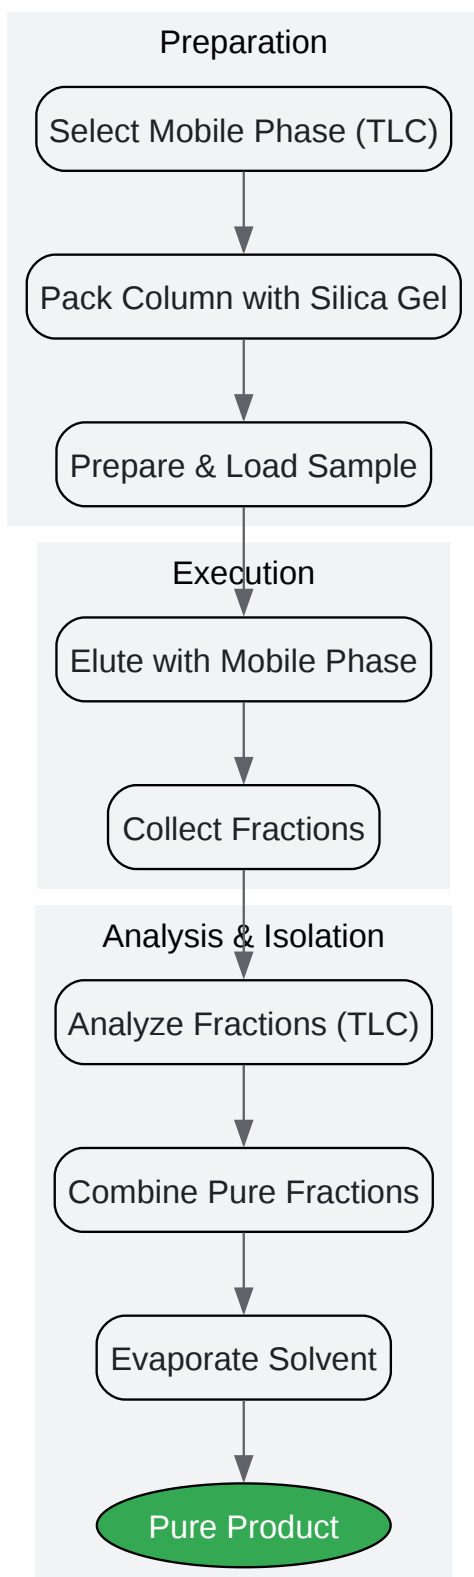 Preparation
Select Mobile Phase (TLC)
Pack Column with Silica Gel
Prepare & Load Sample
Execution
Elute with Mobile Phase
Collect Fractions
Analysis & Isolation
Analyze Fractions (TLC)
Combine Pure Fractions
Evaporate Solvent
Pure Product